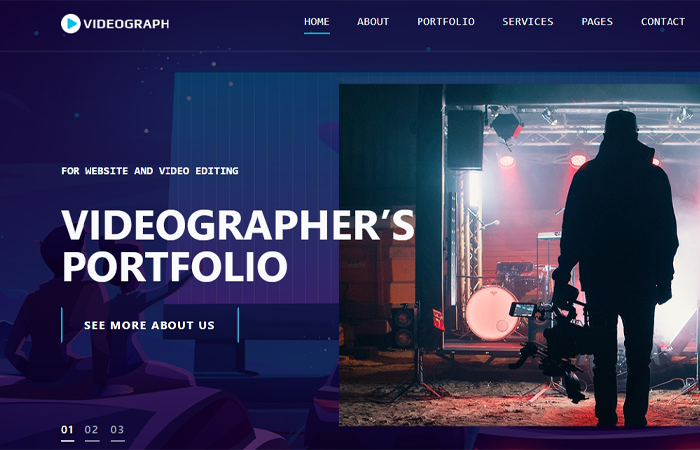 VIDEOGRAPH
HOME ABOUT PORTFOLIO SERVICES PAGES CONTACT
FOR WEBSITE AND VIDEO EDITING
VIDEOGRAPHER’S
PORTFOLIO
SEE MORE ABOUT US
01 02 03